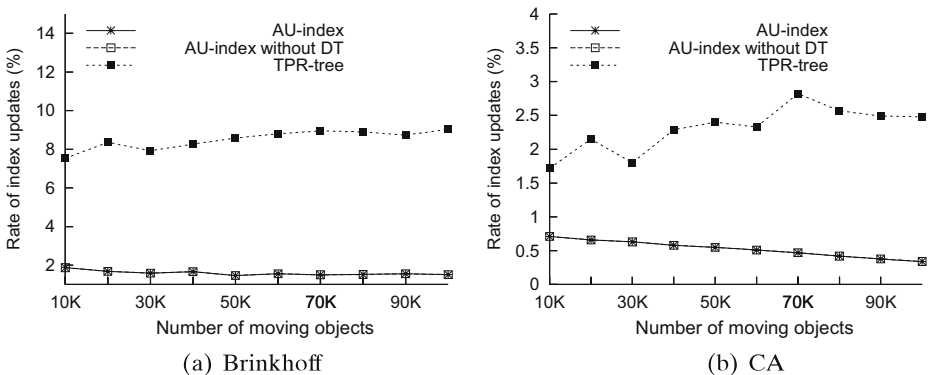 AU-index
AU-index without DT
TPR-tree
Rate of index updates (%)
14
12
10
8
6
4
2
10K 30K 50K 70K 90K
Number of moving objects
(a) Brinkhoff
AU-index
AU-index without DT
TPR-tree
Rate of index updates (%)
4
3.5
3
2.5
2
1.5
1
0.5
0
10K 30K 50K 70K 90K
Number of moving objects
(b) CA